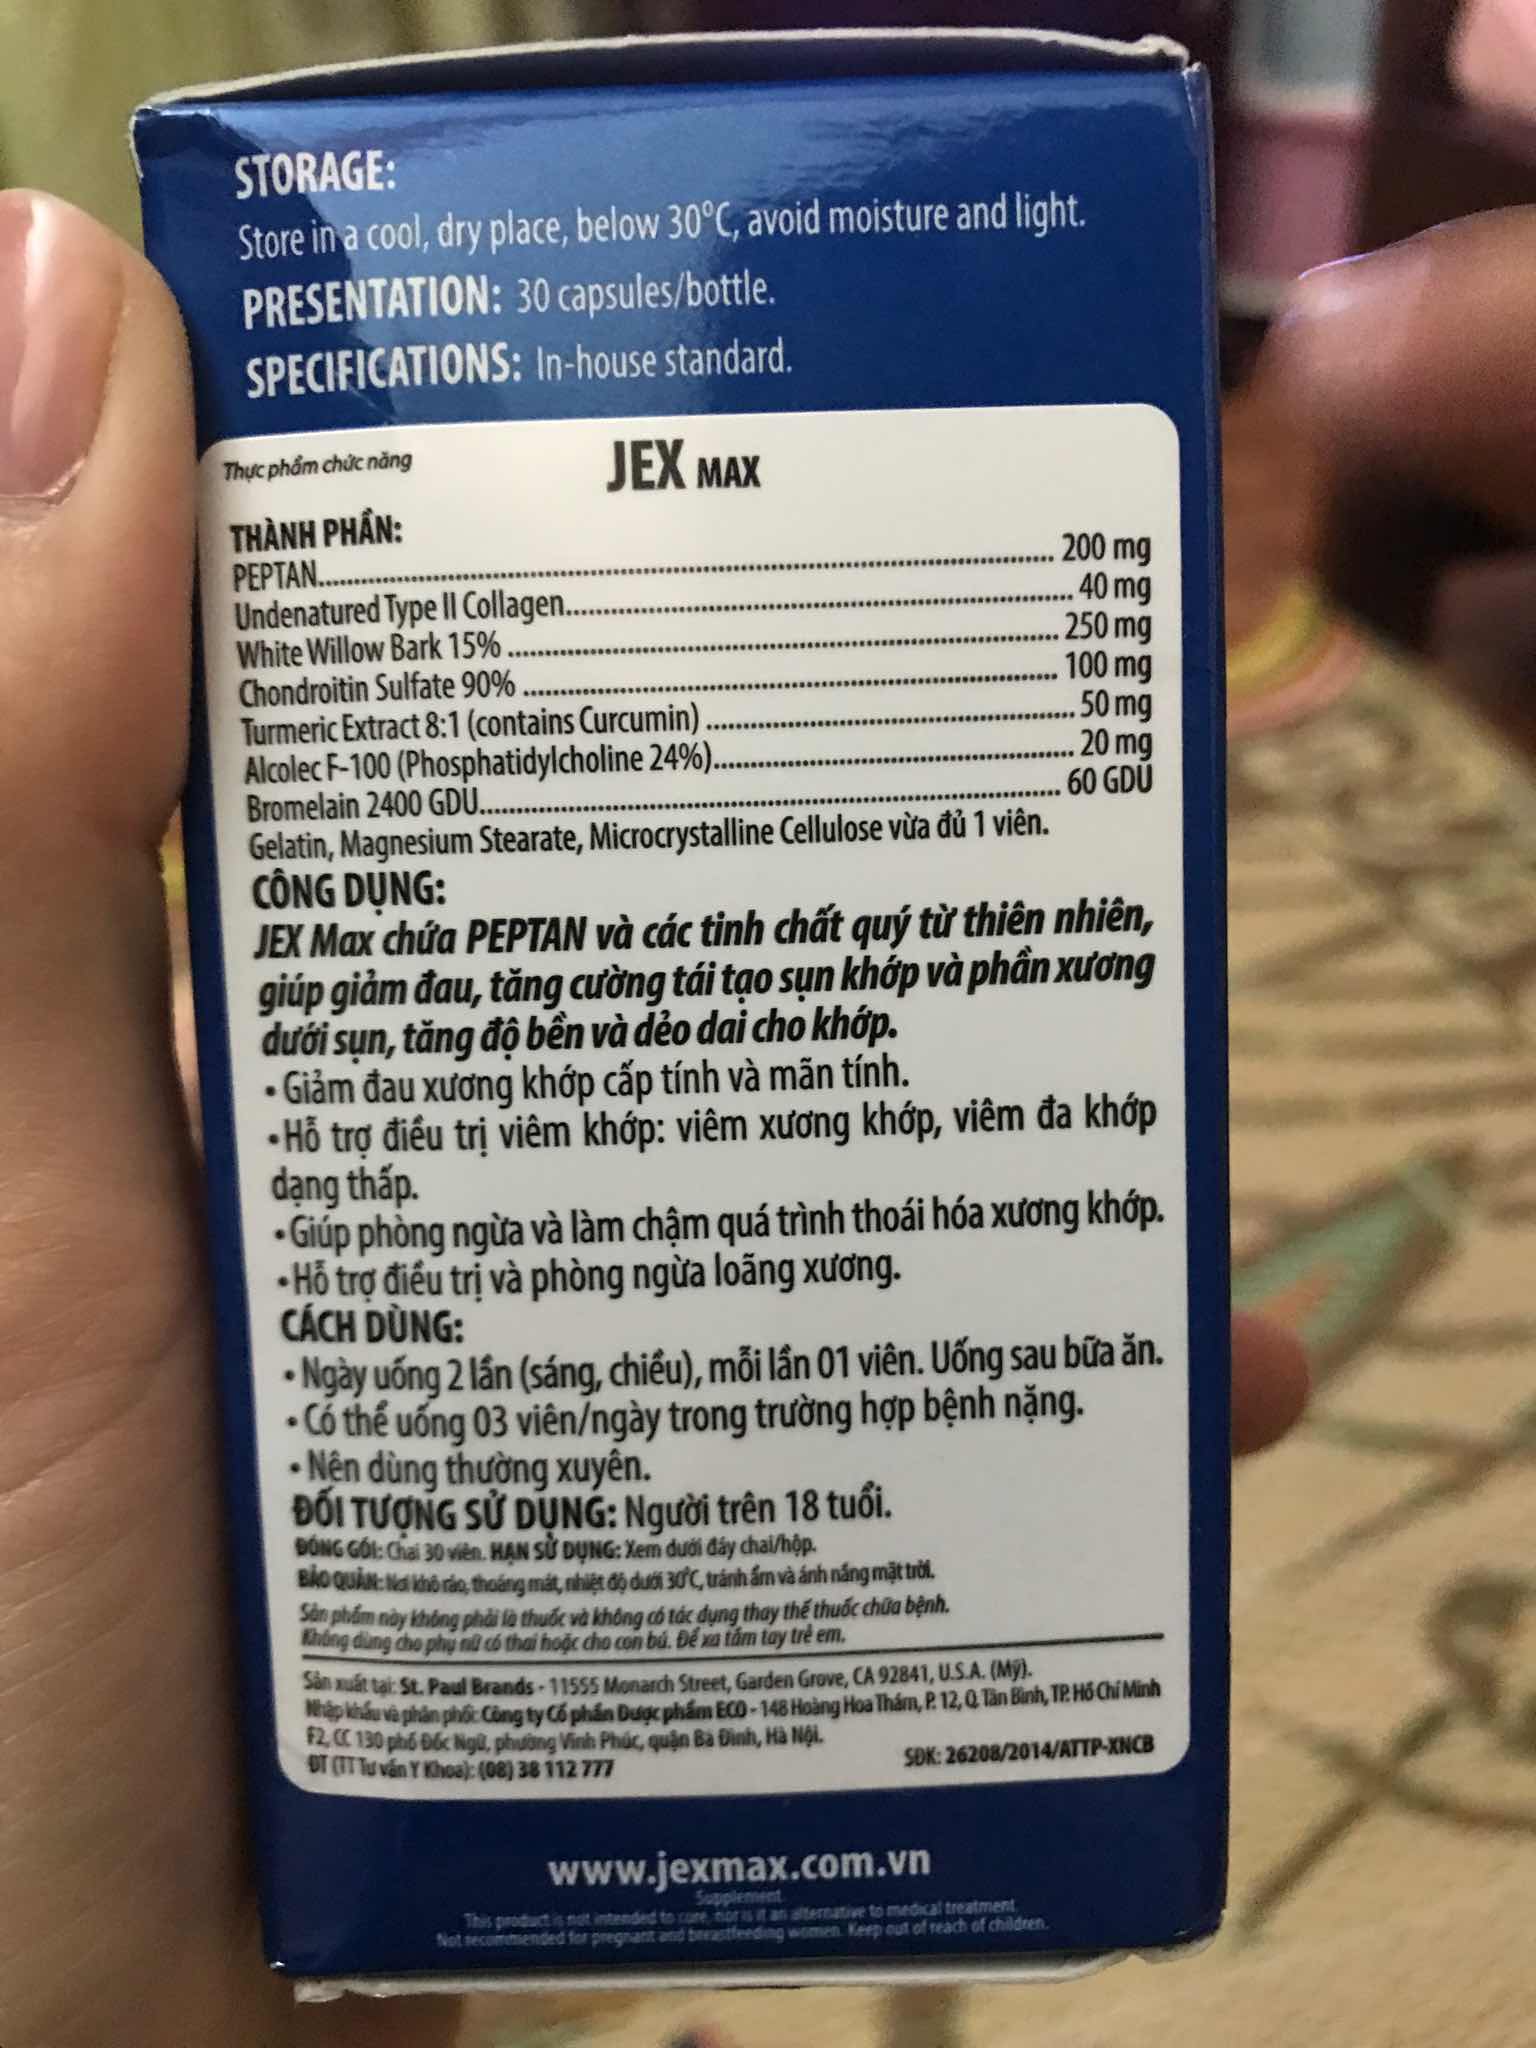 STORAGE:
Store in a cool, dry place, below 30°C, avoid moisture and light.
PRESENTATION: 30 capsules/bottle.
SPECIFICATIONS: In-house standard.
Thực phẩm chức năng
JEX MAX
THÀNH PHẦN:
PEPTAN.................................................. 200 mg
Undenatured Type II Collagen.................................................. 40 mg
White Willow Bark 15% .................................................. 250 mg
Chondroitin Sulfate 90% .................................................. 100 mg
Turmeric Extract 8:1 (contains Curcumin) .................................................. 50 mg
Alcolec F-100 (Phosphatidylcholine 24%).................................................. 20 mg
Bromelain 2400 GDU.................................................. 60 GDU
Gelatin, Magnesium Stearate, Microcrystalline Cellulose vừa đủ 1 viên.
CÔNG DỤNG:
JEX Max chứa PEPTAN và các tinh chất quý từ thiên nhiên,
giúp giảm đau, tăng cường tái tạo sụn khớp và phần xương
dưới sụn, tăng độ bền và dẻo dai cho khớp.
• Giảm đau xương khớp cấp tính và mãn tính.
• Hỗ trợ điều trị viêm khớp: viêm xương khớp, viêm đa khớp
dạng thấp.
• Giúp phòng ngừa và làm chậm quá trình thoái hóa xương khớp.
• Hỗ trợ điều trị và phòng ngừa loãng xương.
CÁCH DÙNG:
• Ngày uống 2 lần (sáng, chiều), mỗi lần 01 viên. Uống sau bữa ăn.
• Có thể uống 03 viên/ngày trong trường hợp bệnh nặng.
• Nên dùng thường xuyên.
ĐỐI TƯỢNG SỬ DỤNG: Người trên 18 tuổi.
ĐÓNG GÓI: Chai 30 viên. HẠN SỬ DỤNG: Xem dưới đáy chai/hộp.
BẢO QUẢN: Nơi khô ráo, thoáng mát, nhiệt độ dưới 30°C, tránh ẩm và ánh nắng mặt trời.
Sản phẩm này không phải là thuốc và không có tác dụng thay thế thuốc chữa bệnh.
Không dùng cho phụ nữ có thai hoặc cho con bú. Để xa tầm tay trẻ em.
Sản xuất tại: St. Paul Brands - 11555 Monarch Street, Garden Grove, CA 92841, U.S.A. (Mỹ).
Nhập khẩu và phân phối: Công ty Cổ phần Dược phẩm ECO - 148 Hoàng Hoa Thám, P. 12, Q. Tân Bình, TP. Hồ Chí Minh
F2, CC 130 phố Đốc Ngữ, phường Vĩnh Phúc, quận Ba Đình, Hà Nội.
ĐT (TT Tư vấn Y Khoa): (08) 38 112 777
SĐK: 26208/2014/ATTP-XNCB
www.jexmax.com.vn
Supplement
This product is not intended to cure, nor is it an alternative to medical treatment.
Not recommended for pregnant and breastfeeding women. Keep out of reach of children.